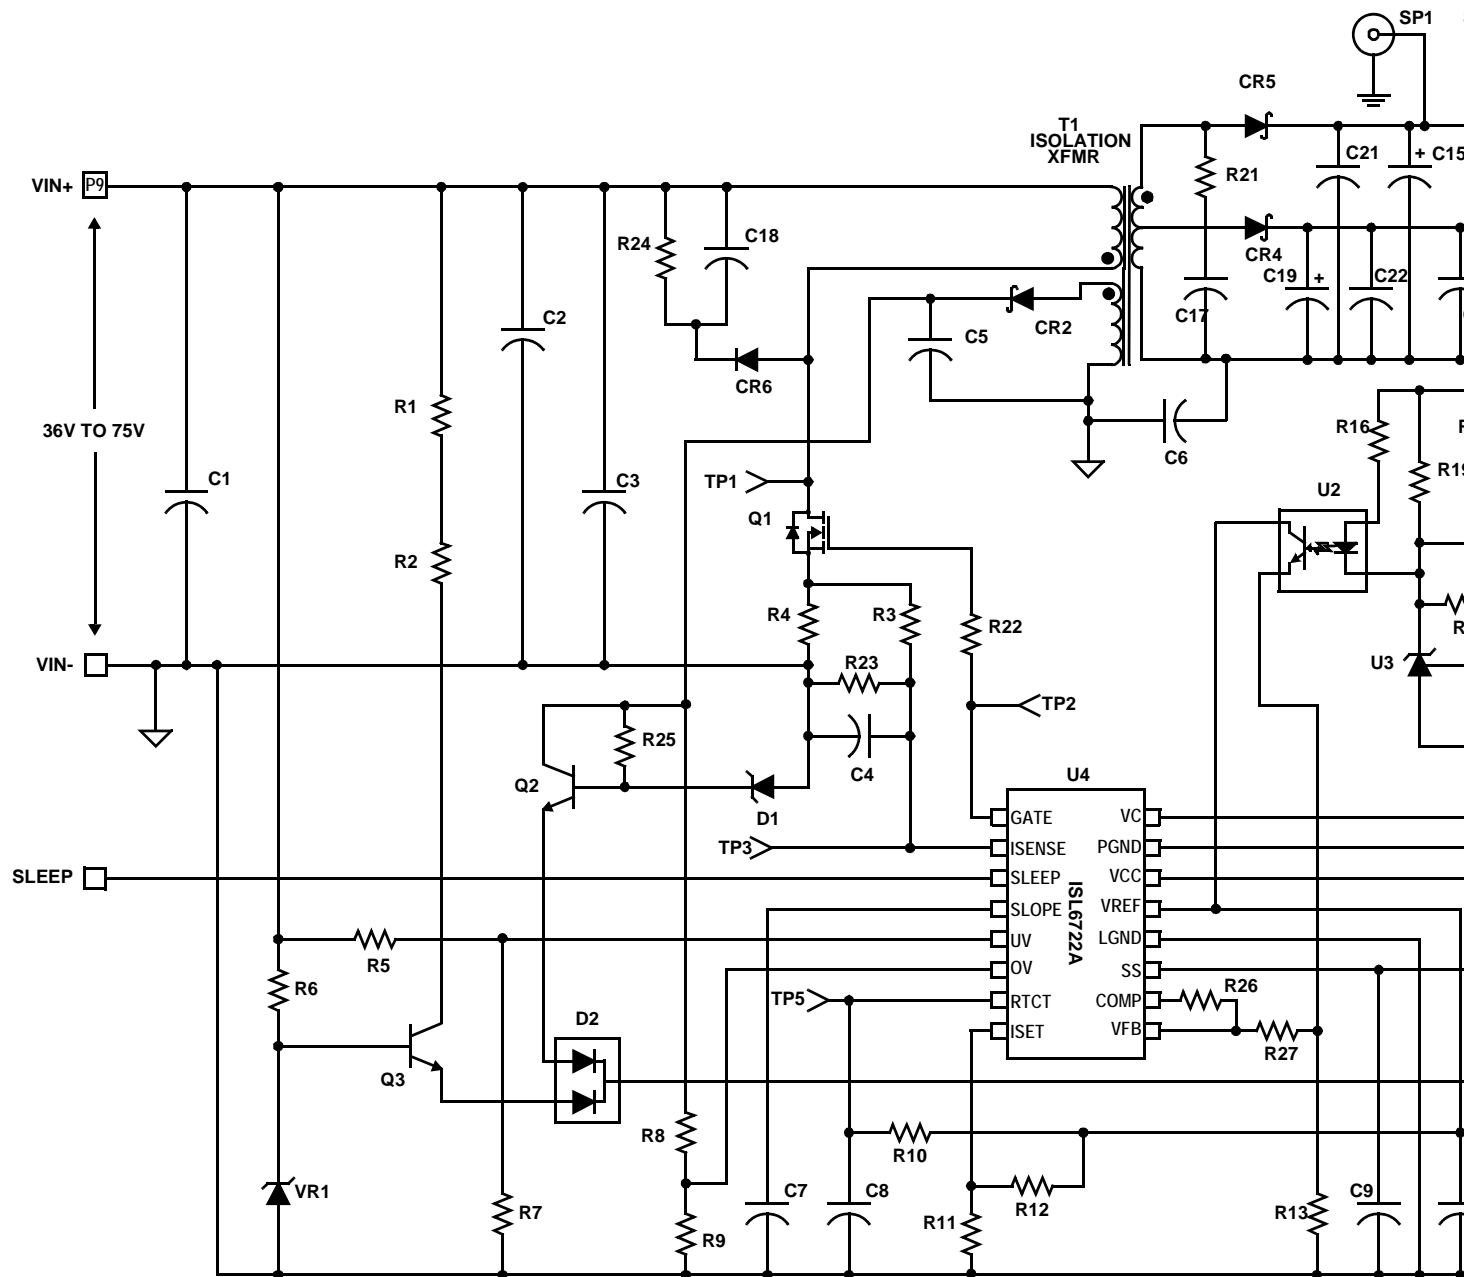 SP1
CR5
T1
ISOLATION
XFMR
C21
+ C15
R21
VIN+ P9
R24
C18
CR4
C19 +
C22
C17
CR2
C5
C2
CR6
R1
R16
36V TO 75V
C6
R19
C1
C3
TP1
U2
Q1
R2
R4
R3
R22
VIN-
R23
U3
TP2
R25
C4
U4
Q2
D1
GATE
VC
TP3
ISENSE
PGND
SLEEP
SLEEP
VCC
SLOPE
VREF
ISL6722A
UV
LGND
R5
OV
SS
R6
R26
TP5
RTCT
COMP
D2
ISET
VFB
R27
Q3
R8
R10
VR1
C7
C8
C9
R7
R12
R13
R11
R9